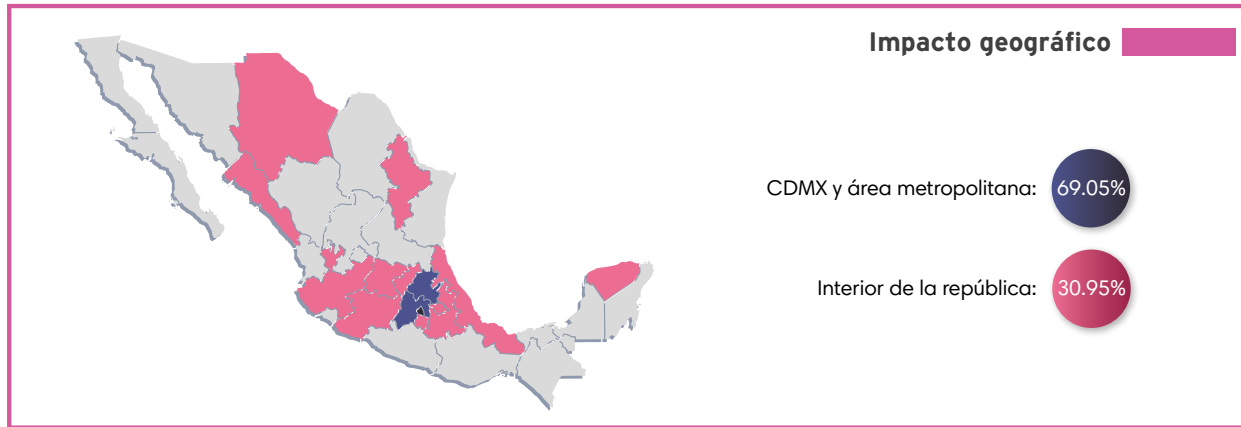 Impacto geográfico
CDMX y área metropolitana: 69.05%
Interior de la república: 30.95%